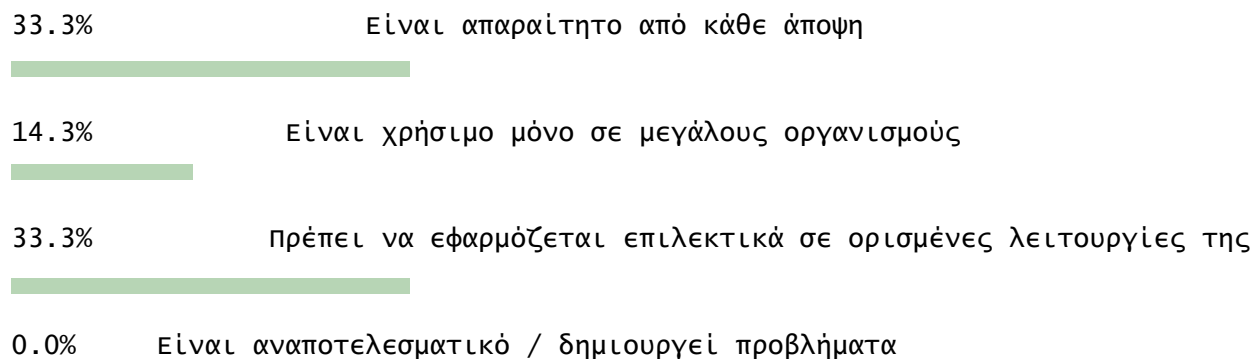 33.3% Είναι απαραίτητο από κάθε άποψη
14.3% Είναι χρήσιμο μόνο σε μεγάλους οργανισμούς
33.3% Πρέπει να εφαρμόζεται επιλεκτικά σε ορισμένες λειτουργίες της
0.0% Είναι αναποτελεσματικό / δημιουργεί προβλήματα